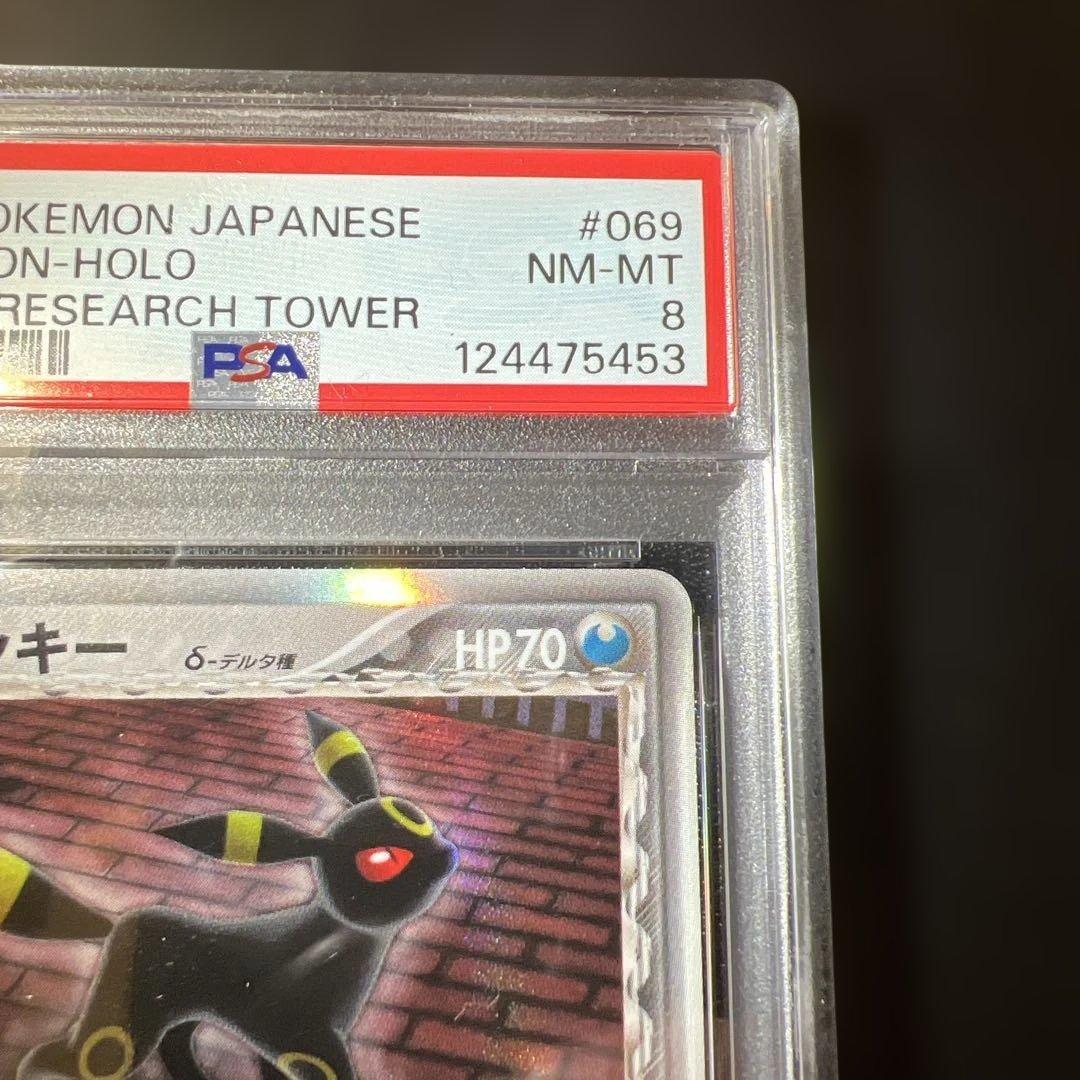 OKEMON JAPANESE #069
ON-HOLO NM-MT
RESEARCH TOWER 8
PSA 124475453
ッキー δ-デルタ種 HP70